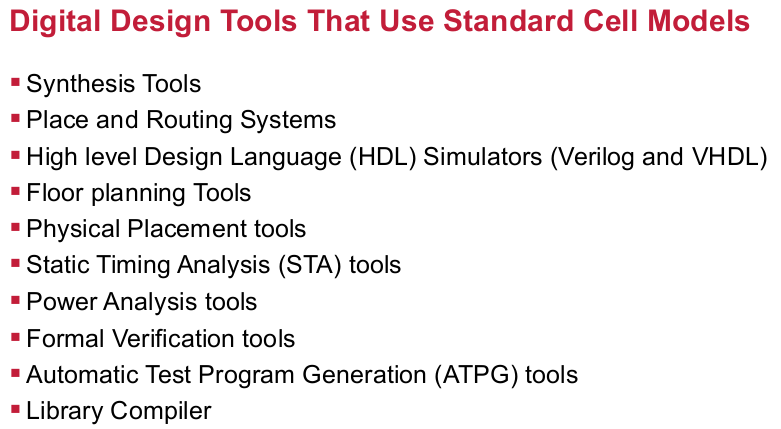 Digital Design Tools That Use Standard Cell Models
▪ Synthesis Tools
▪ Place and Routing Systems
▪ High level Design Language (HDL) Simulators (Verilog and VHDL)
▪ Floor planning Tools
▪ Physical Placement tools
▪ Static Timing Analysis (STA) tools
▪ Power Analysis tools
▪ Formal Verification tools
▪ Automatic Test Program Generation (ATPG) tools
▪ Library Compiler